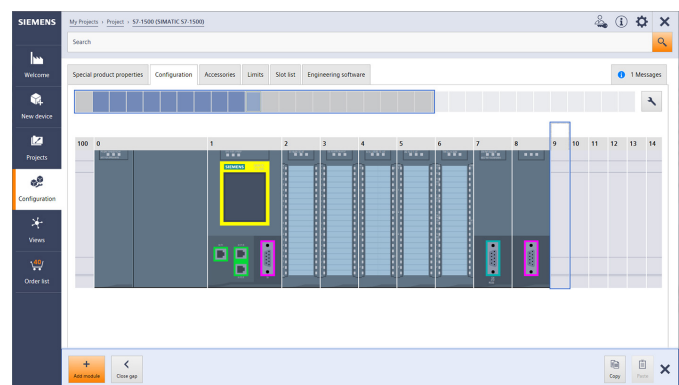 SIEMENS
My Projects › Project › S7-1500 (SIMATIC S7-1500)
Search
Welcome
New device
Projects
Configuration
Views
40
Order list
Special product properties Configuration Accessories Limits Slot list Engineering software
1 Messages
100 0 1 2 3 4 5 6 7 8 9 10 11 12 13 14
SIEMENS
Add module
Close gap
Copy
Paste